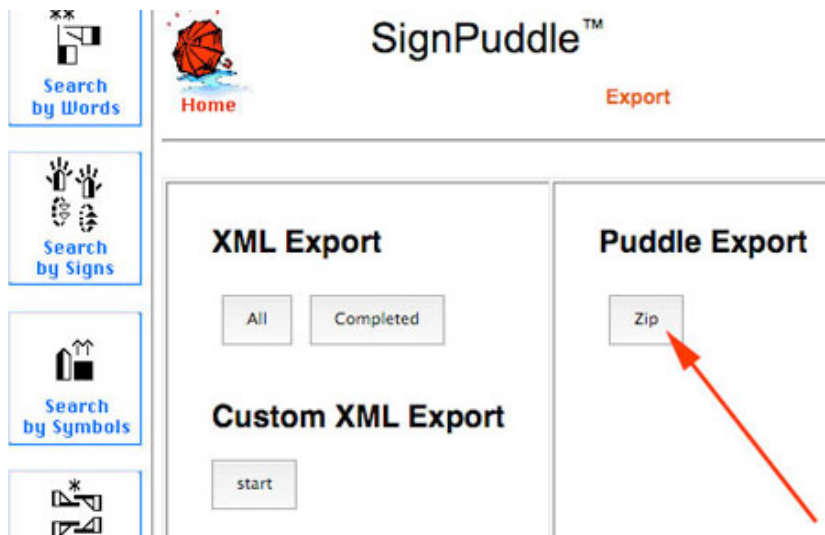 SignPuddle™
Home
Export
Search
by Words
Search
by Signs
Search
by Symbols
XML Export
All
Completed
Custom XML Export
start
Puddle Export
Zip